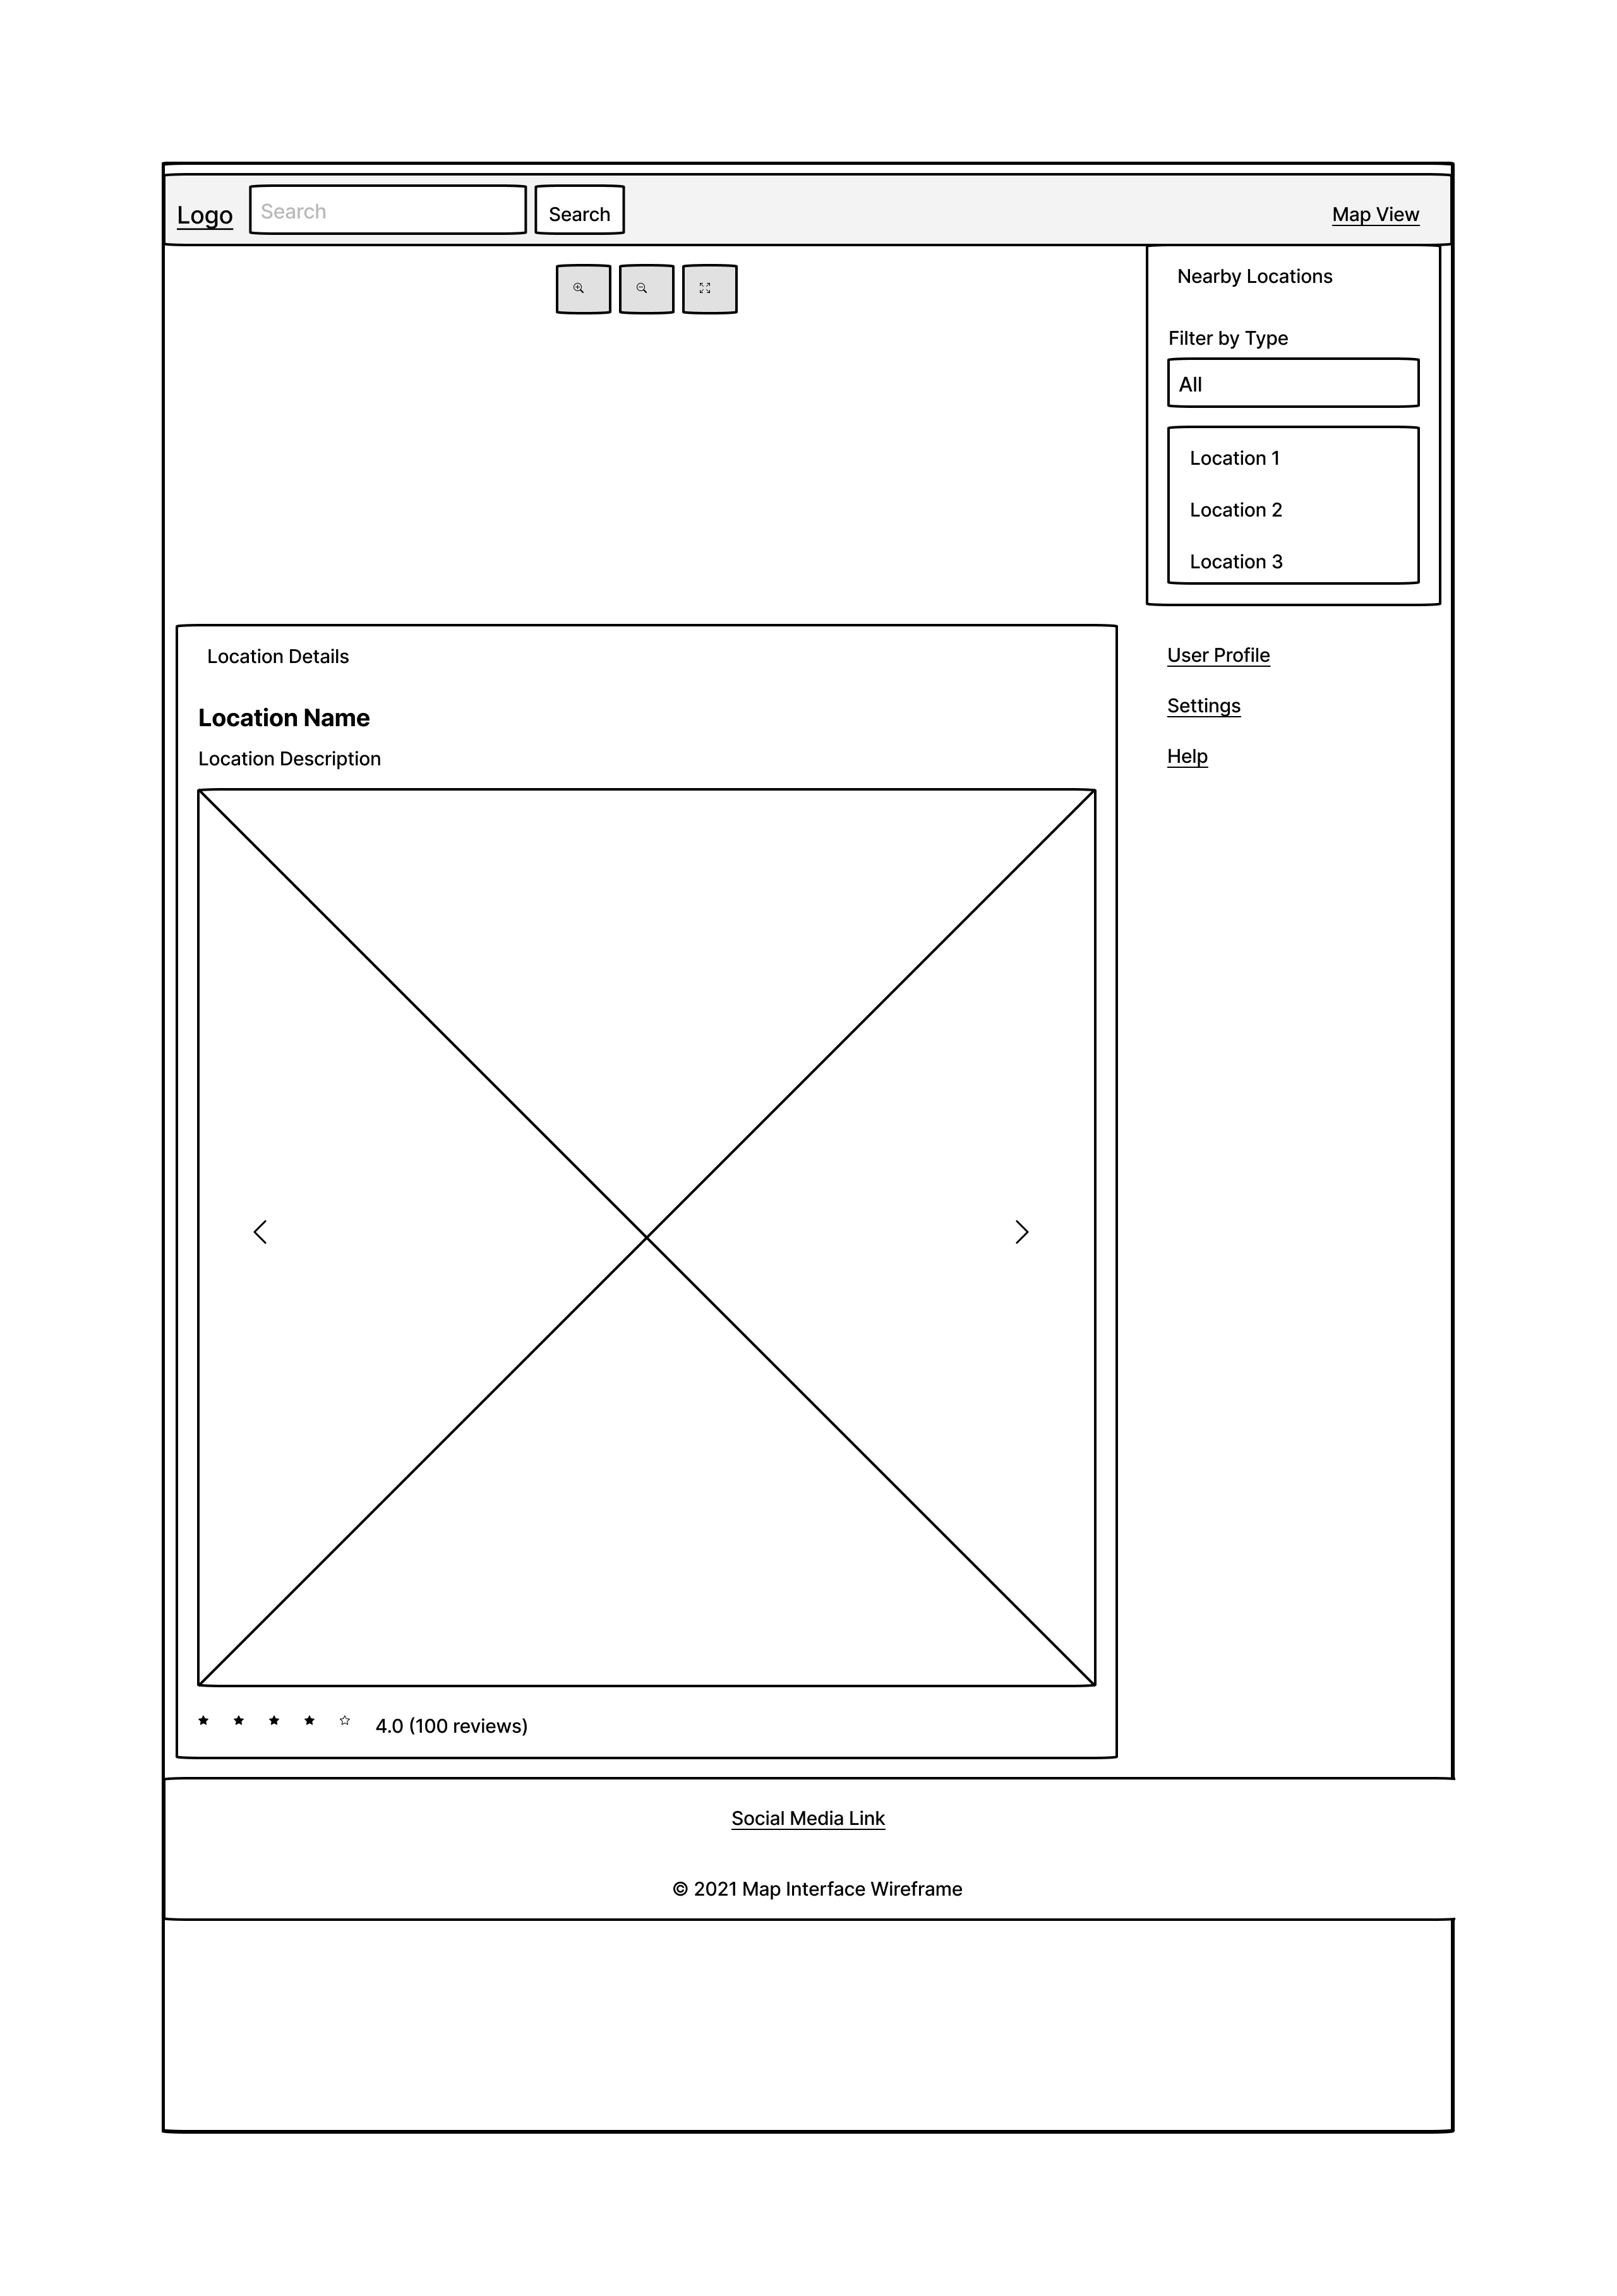 Logo
Search
Search
Map View
Nearby Locations
Filter by Type
All
Location 1
Location 2
Location 3
Location Details
Location Name
Location Description
User Profile
Settings
Help
4.0 (100 reviews)
Social Media Link
© 2021 Map Interface Wireframe